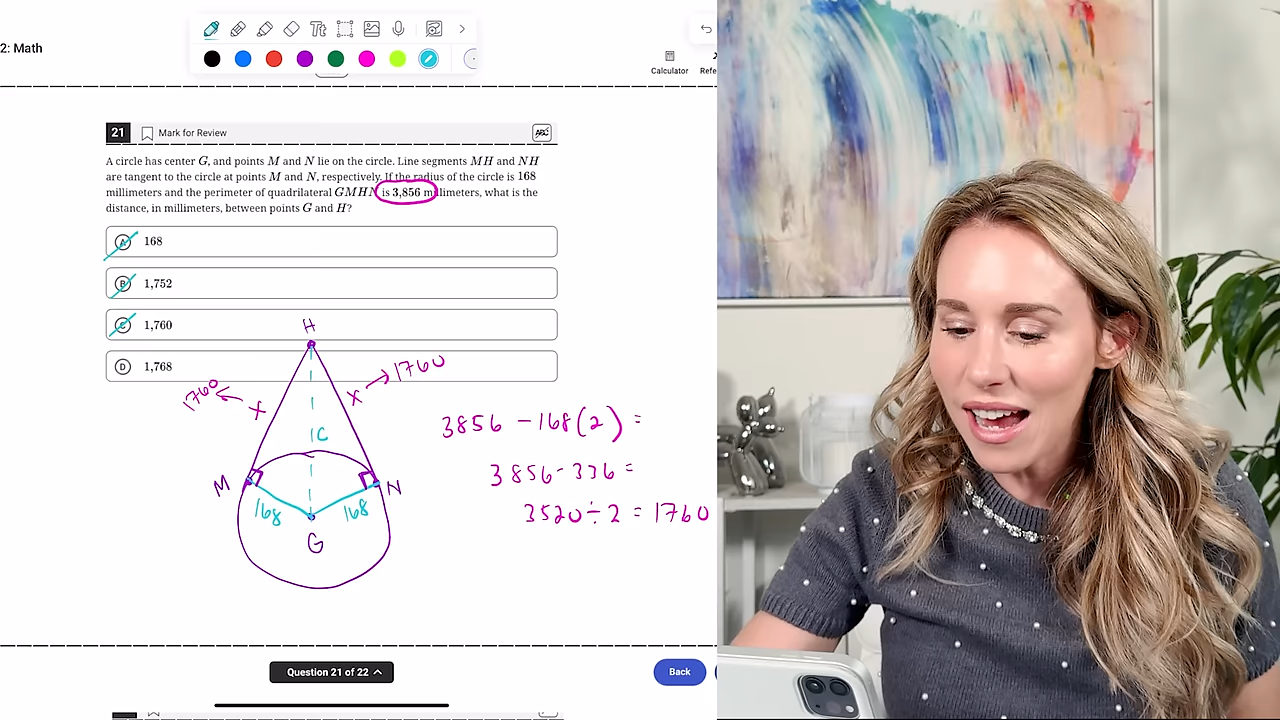 2: Math
Tt
Calculator
Refe
21 Mark for Review ABC
A circle has center G, and points M and N lie on the circle. Line segments MH and NH
are tangent to the circle at points M and N, respectively. If the radius of the circle is 168
millimeters and the perimeter of quadrilateral GMHN is 3,856 millimeters, what is the
distance, in millimeters, between points G and H?
A 168
B 1,752
C 1,760
D 1,768
H
1760
x
x
1760
C
M
N
168
168
G
3856 - 168(2) =
3856 - 336 =
3520 ÷ 2 = 1760
Question 21 of 22
Back